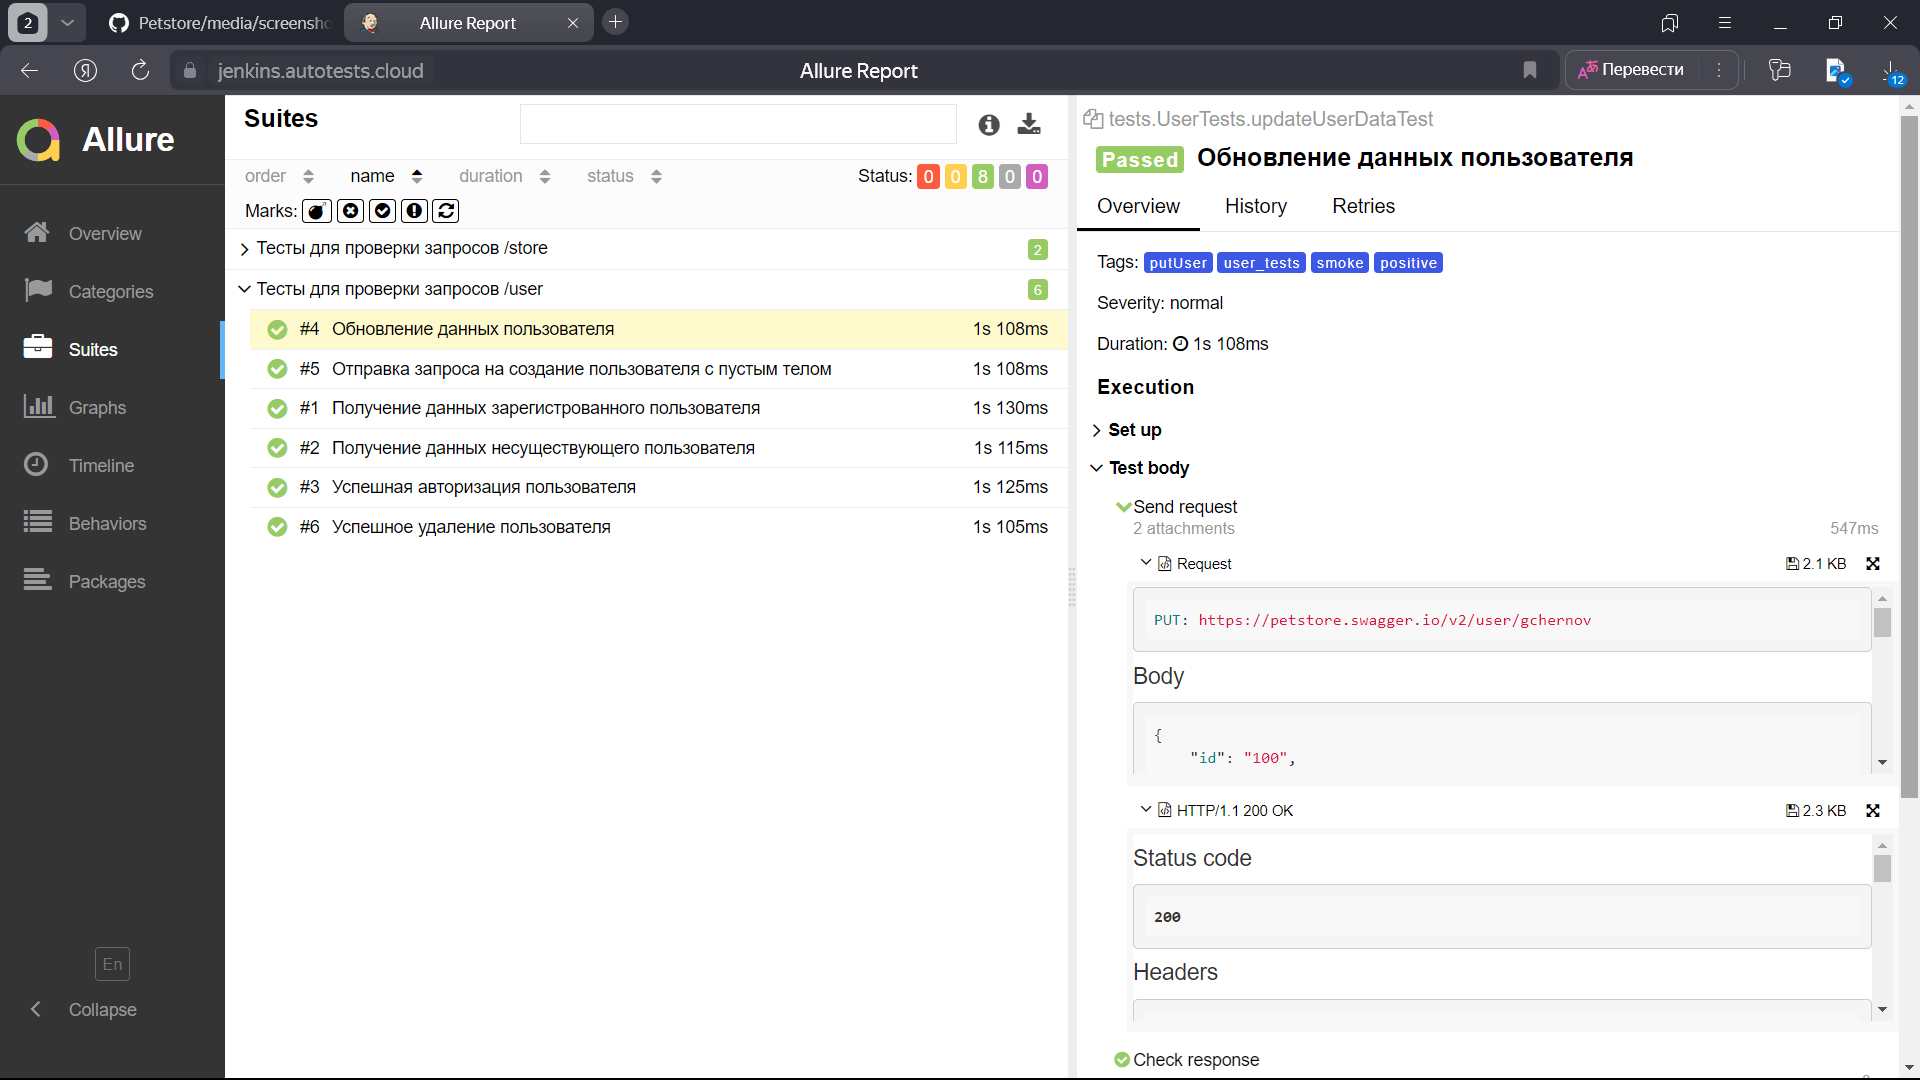 2
Petstore/media/screensho
Allure Report
jenkins.autotests.cloud
Allure Report
Перевести
12
Allure
Overview
Categories
Suites
Graphs
Timeline
Behaviors
Packages
En
Collapse
Suites
order name duration status Status: 0 0 8 0 0
Marks:
Тесты для проверки запросов /store 2
Тесты для проверки запросов /user 6
#4 Обновление данных пользователя 1s 108ms
#5 Отправка запроса на создание пользователя с пустым телом 1s 108ms
#1 Получение данных зарегистрованного пользователя 1s 130ms
#2 Получение данных несуществующего пользователя 1s 115ms
#3 Успешная авторизация пользователя 1s 125ms
#6 Успешное удаление пользователя 1s 105ms
tests.UserTests.updateUserDataTest
Passed Обновление данных пользователя
Overview History Retries
Tags: putUser user_tests smoke positive
Severity: normal
Duration: 1s 108ms
Execution
Set up
Test body
Send request
2 attachments 547ms
Request 2.1 KB
PUT: https://petstore.swagger.io/v2/user/gchernov
Body
{
"id": "100",
HTTP/1.1 200 OK 2.3 KB
Status code
200
Headers
Check response